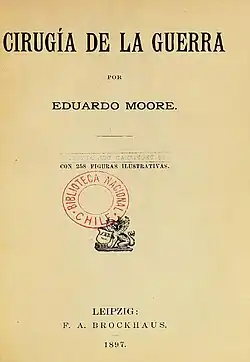 CIRUGÍA DE LA GUERRA
POR
EDUARDO MOORE.
CON 258 FIGURAS ILUSTRATIVAS.
BIBLIOTECA NACIONAL
CHILE
LEIPZIG:
F. A. BROCKHAUS.
1897.